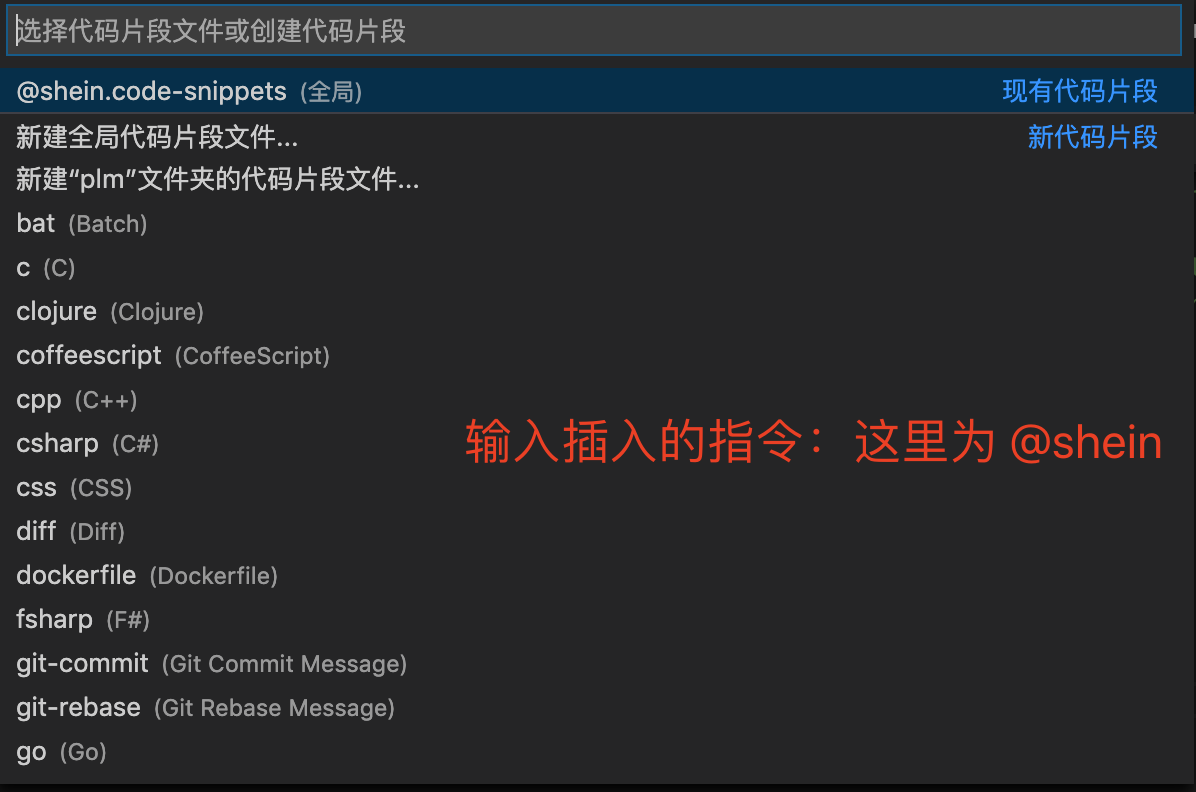 选择代码片段文件或创建代码片段
@shein.code-snippets (全局) 现有代码片段
新建全局代码片段文件... 新代码片段
新建“plm”文件夹的代码片段文件...
bat (Batch)
c (C)
clojure (Clojure)
coffeescript (CoffeeScript)
cpp (C++)
csharp (C#)
输入插入的指令：这里为 @shein
css (CSS)
diff (Diff)
dockerfile (Dockerfile)
fsharp (F#)
git-commit (Git Commit Message)
git-rebase (Git Rebase Message)
go (Go)